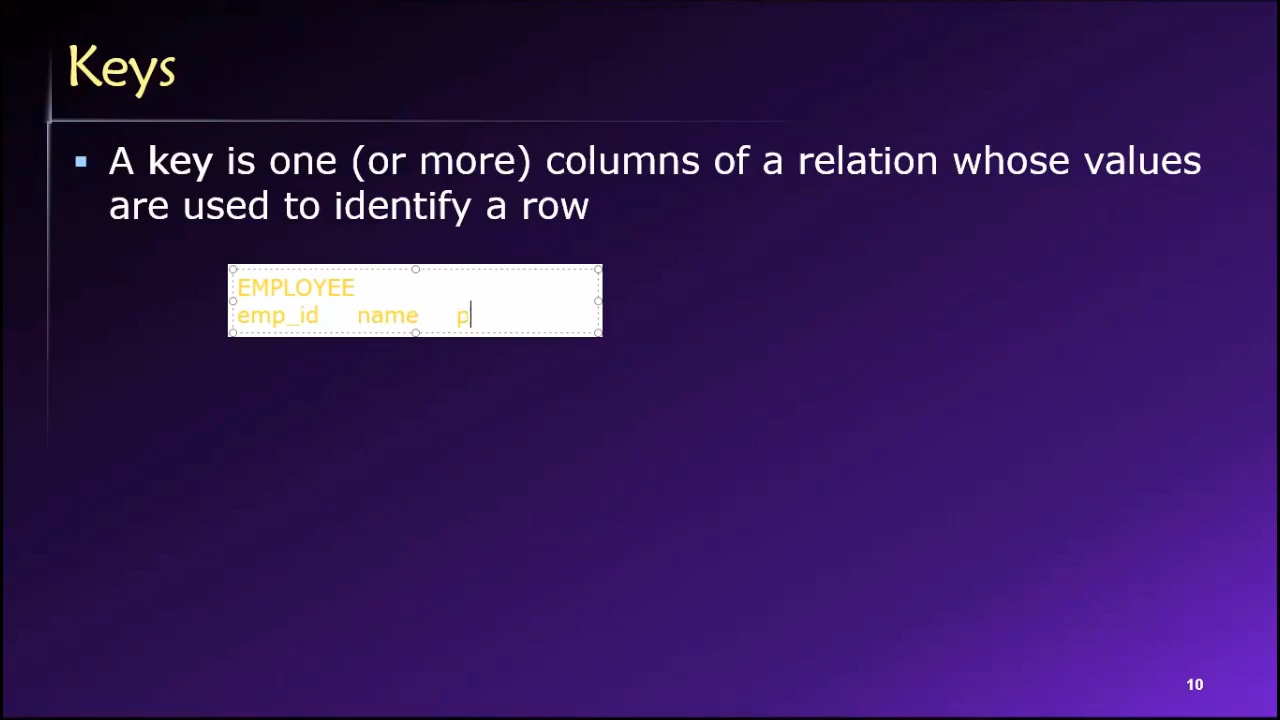 Keys
A key is one (or more) columns of a relation whose values
are used to identify a row
EMPLOYEE
emp_id name p
10